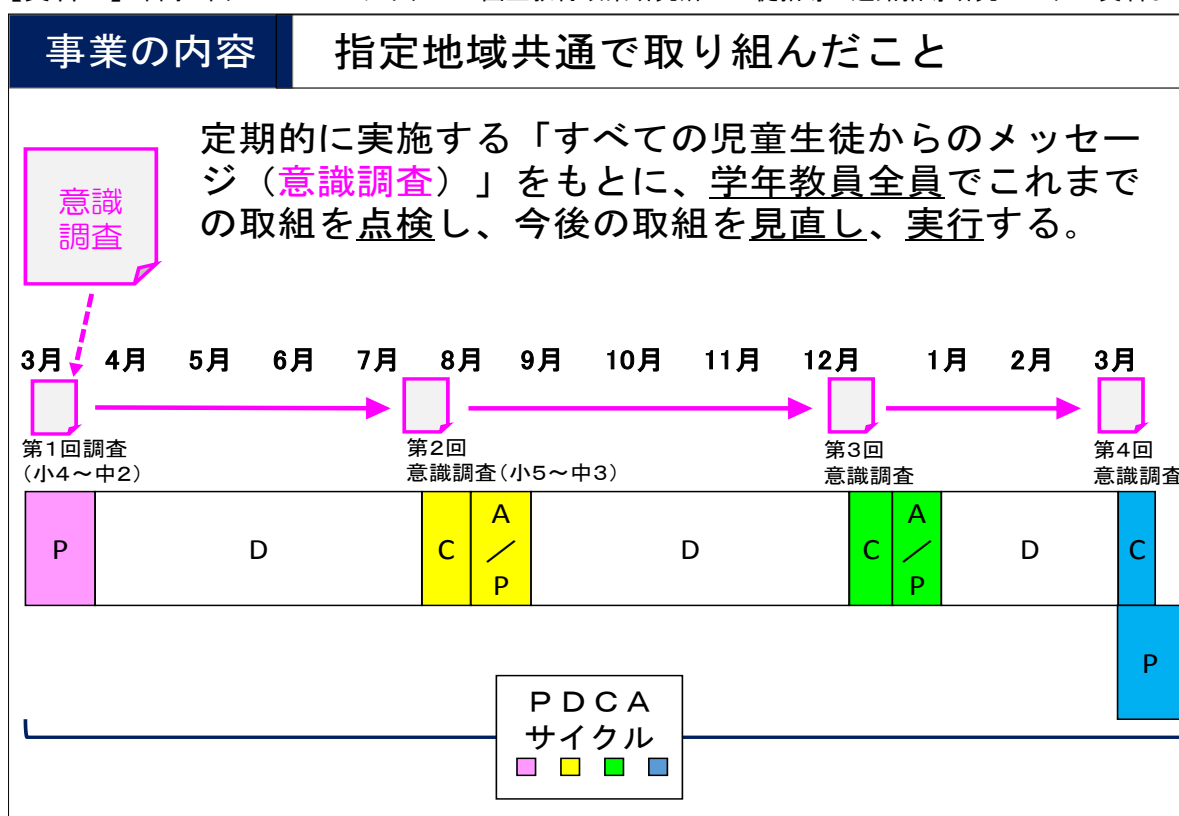 事業の内容　指定地域共通で取り組んだこと
定期的に実施する「すべての児童生徒からのメッセー
ジ（意識調査）」をもとに、学年教員全員でこれまで
の取組を点検し、今後の取組を見直し、実行する。
意識
調査
3月 4月 5月 6月 7月 8月 9月 10月 11月 12月 1月 2月 3月
第1回調査
（小4～中2）
第2回
意識調査（小5～中3）
第3回
意識調査
第4回
意識調査
P D C A／P D C A／P D C
P
ＰＤＣＡ
サイクル